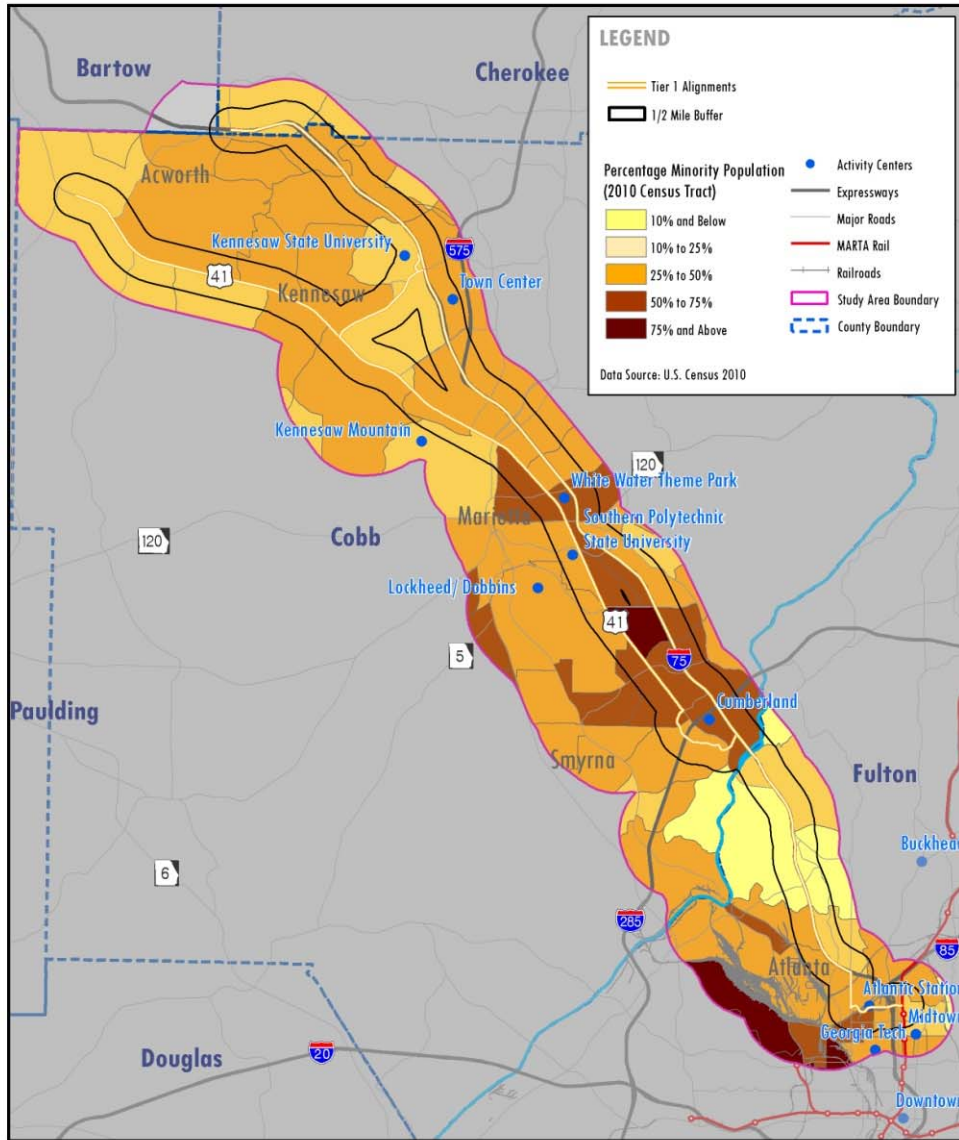 LEGEND
Tier 1 Alignments
1/2 Mile Buffer
Percentage Minority Population
(2010 Census Tract)
10% and Below
10% to 25%
25% to 50%
50% to 75%
75% and Above
Activity Centers
Expressways
Major Roads
MARTA Rail
Railroads
Study Area Boundary
County Boundary
Data Source: U.S. Census 2010
Bartow
Cherokee
Acworth
Kennesaw State University
575
41
Kennesaw
Town Center
Kennesaw Mountain
120
White Water Theme Park
Marietta
Southern Polytechnic
State University
120
Cobb
Lockheed/ Dobbins
41
5
75
Paulding
Cumberland
Smyrna
Fulton
Buckhead
6
285
85
Atlanta
Atlantic Station
Midtown
Georgia Tech
Douglas
20
Downtown